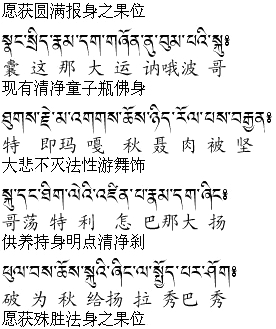 愿获圆满报身之果位
སྣང་སྲིད་རྣམ་དག་གཞོན་ནུ་བུམ་པའི་སྐུ༔
囊 这 那 大 运 讷哦波 哥
现有清净童子瓶佛身
ཐུགས་རྗེ་མ་འགགས་ཆོས་ཉིད་རོལ་པས་བརྒྱན༔
特 即玛 嘎 秋 聂 肉 被 坚
大悲不灭法性游舞饰
སྐུ་དང་ཐིག་ལེའི་འཛིན་པ་རྣམ་དག་ཞིང༔
哥荡 特 利 怎 巴那大 扬
供养持身明点清净刹
ཕུལ་བས་ཆོས་སྐུའི་ཞིང་ལ་སྤྱོད་པར་ཤོག༔
破 为 秋 给扬 拉 秀巴 秀
愿获殊胜法身之果位